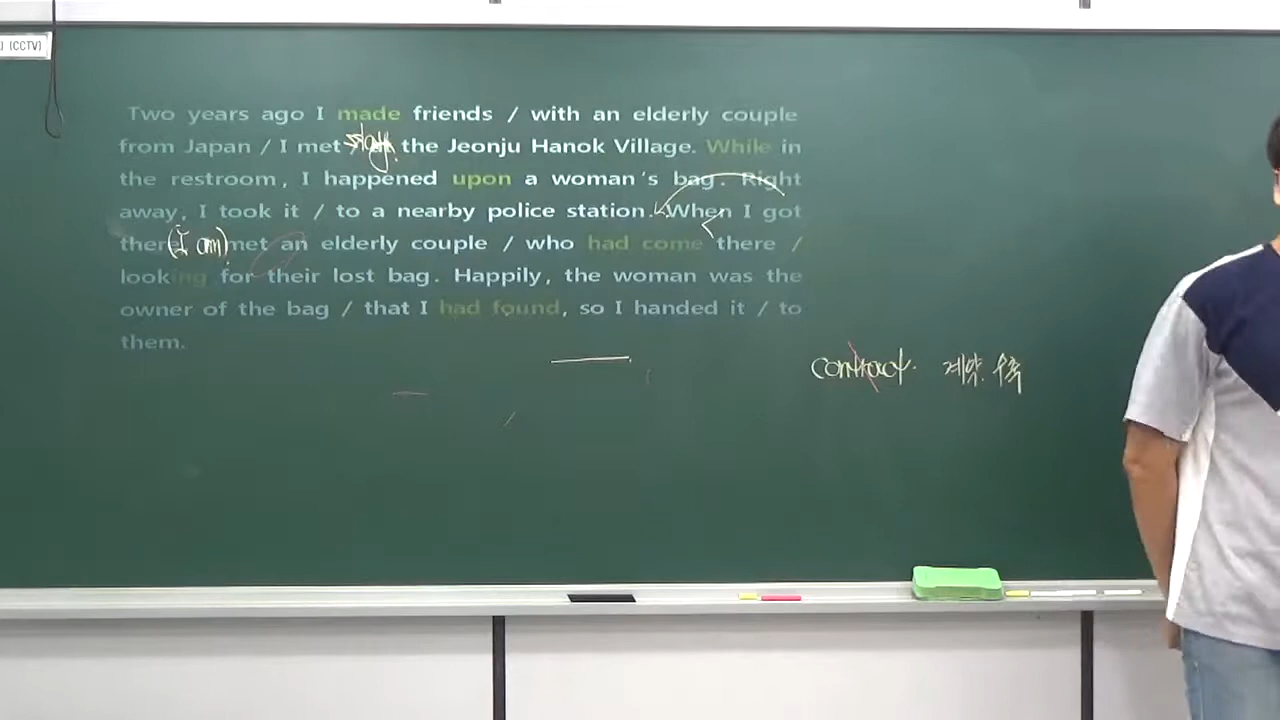 (CCTV)
Two years ago I made friends / with an elderly couple
from Japan / I met the Jeonju Hanok Village. While in
the restroom, I happened upon a woman's bag. Right
away, I took it / to a nearby police station. When I got
there met an elderly couple / who had come there /
(I am)
looking for their lost bag. Happily, the woman was the
owner of the bag / that I had found, so I handed it / to
them.
contract. 계약. 수축